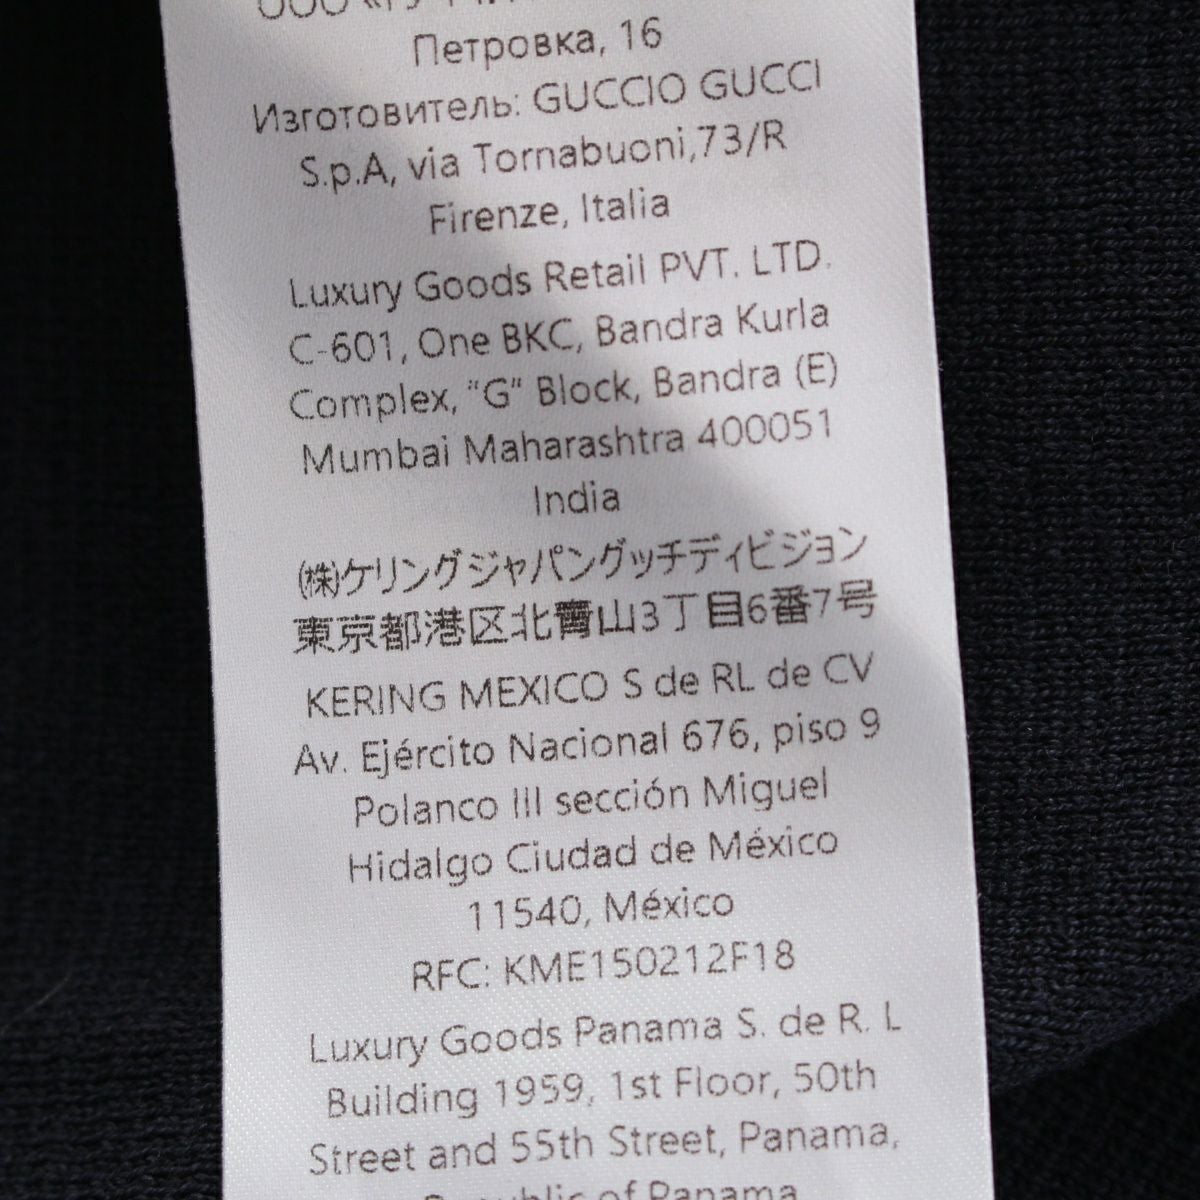 ООО «ГУЧЧИ
Петровка, 16
Изготовитель: GUCCIO GUCCI
S.p.A, via Tornabuoni,73/R
Firenze, Italia
Luxury Goods Retail PVT. LTD.
C-601, One BKC, Bandra Kurla
Complex, "G" Block, Bandra (E)
Mumbai Maharashtra 400051
India
(株)ケリングジャパングッチディビジョン
東京都港区北青山3丁目6番7号
KERING MEXICO S de RL de CV
Av. Ejército Nacional 676, piso 9
Polanco III sección Miguel
Hidalgo Ciudad de México
11540, México
RFC: KME150212F18
Luxury Goods Panama S. de R. L
Building 1959, 1st Floor, 50th
Street and 55th Street, Panama,
Republic of Panama